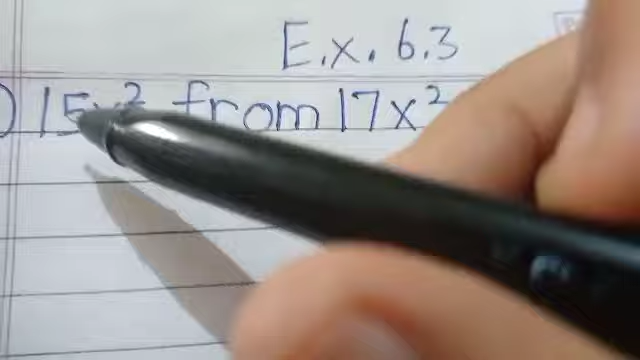 E.x. 6.3
) 15x² from 17x²